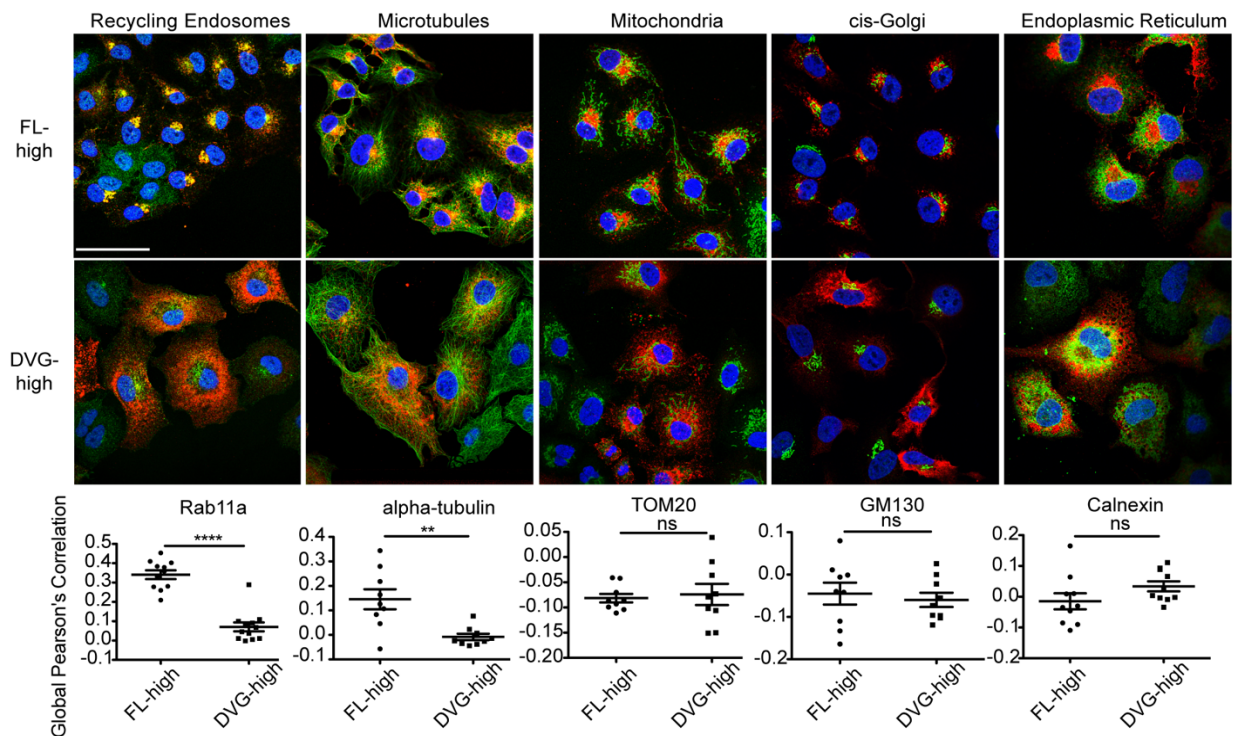 Recycling Endosomes
Microtubules
Mitochondria
cis-Golgi
Endoplasmic Reticulum
FL-
high
DVG-
high
Global Pearson's Correlation
Rab11a
****
0.5
0.4
0.3
0.2
0.1
0.0
-0.1
FL-high
DVG-high
alpha-tubulin
**
0.4
0.3
0.2
0.1
0.0
-0.1
FL-high
DVG-high
TOM20
ns
0.05
0.00
-0.05
-0.10
-0.15
-0.20
FL-high
DVG-high
GM130
ns
0.1
0.0
-0.1
-0.2
FL-high
DVG-high
Calnexin
ns
0.2
0.1
0.0
-0.1
-0.2
FL-high
DVG-high